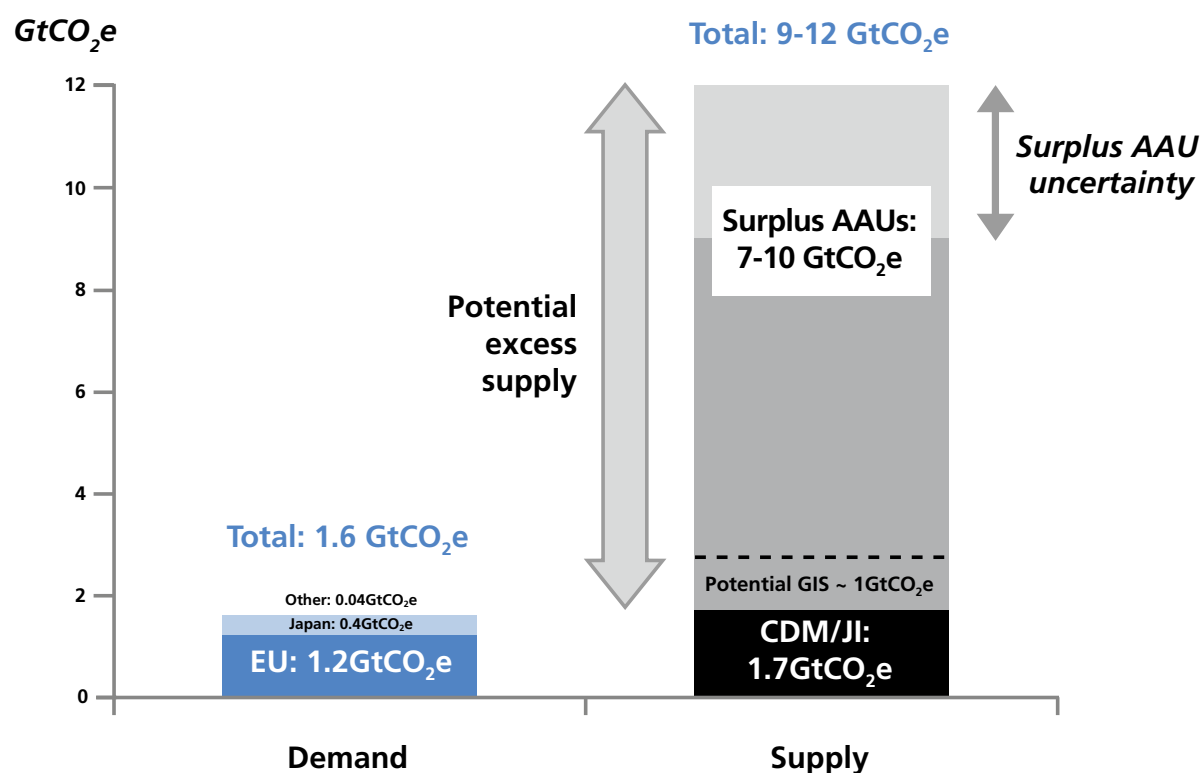 GtCO₂e
Total: 9-12 GtCO₂e
12
10
8
6
4
2
0
Surplus AAU
uncertainty
Surplus AAUs:
7-10 GtCO₂e
Potential
excess
supply
Total: 1.6 GtCO₂e
Other: 0.04GtCO₂e
Japan: 0.4GtCO₂e
EU: 1.2GtCO₂e
Potential GIS ~ 1GtCO₂e
CDM/JI:
1.7GtCO₂e
Demand
Supply